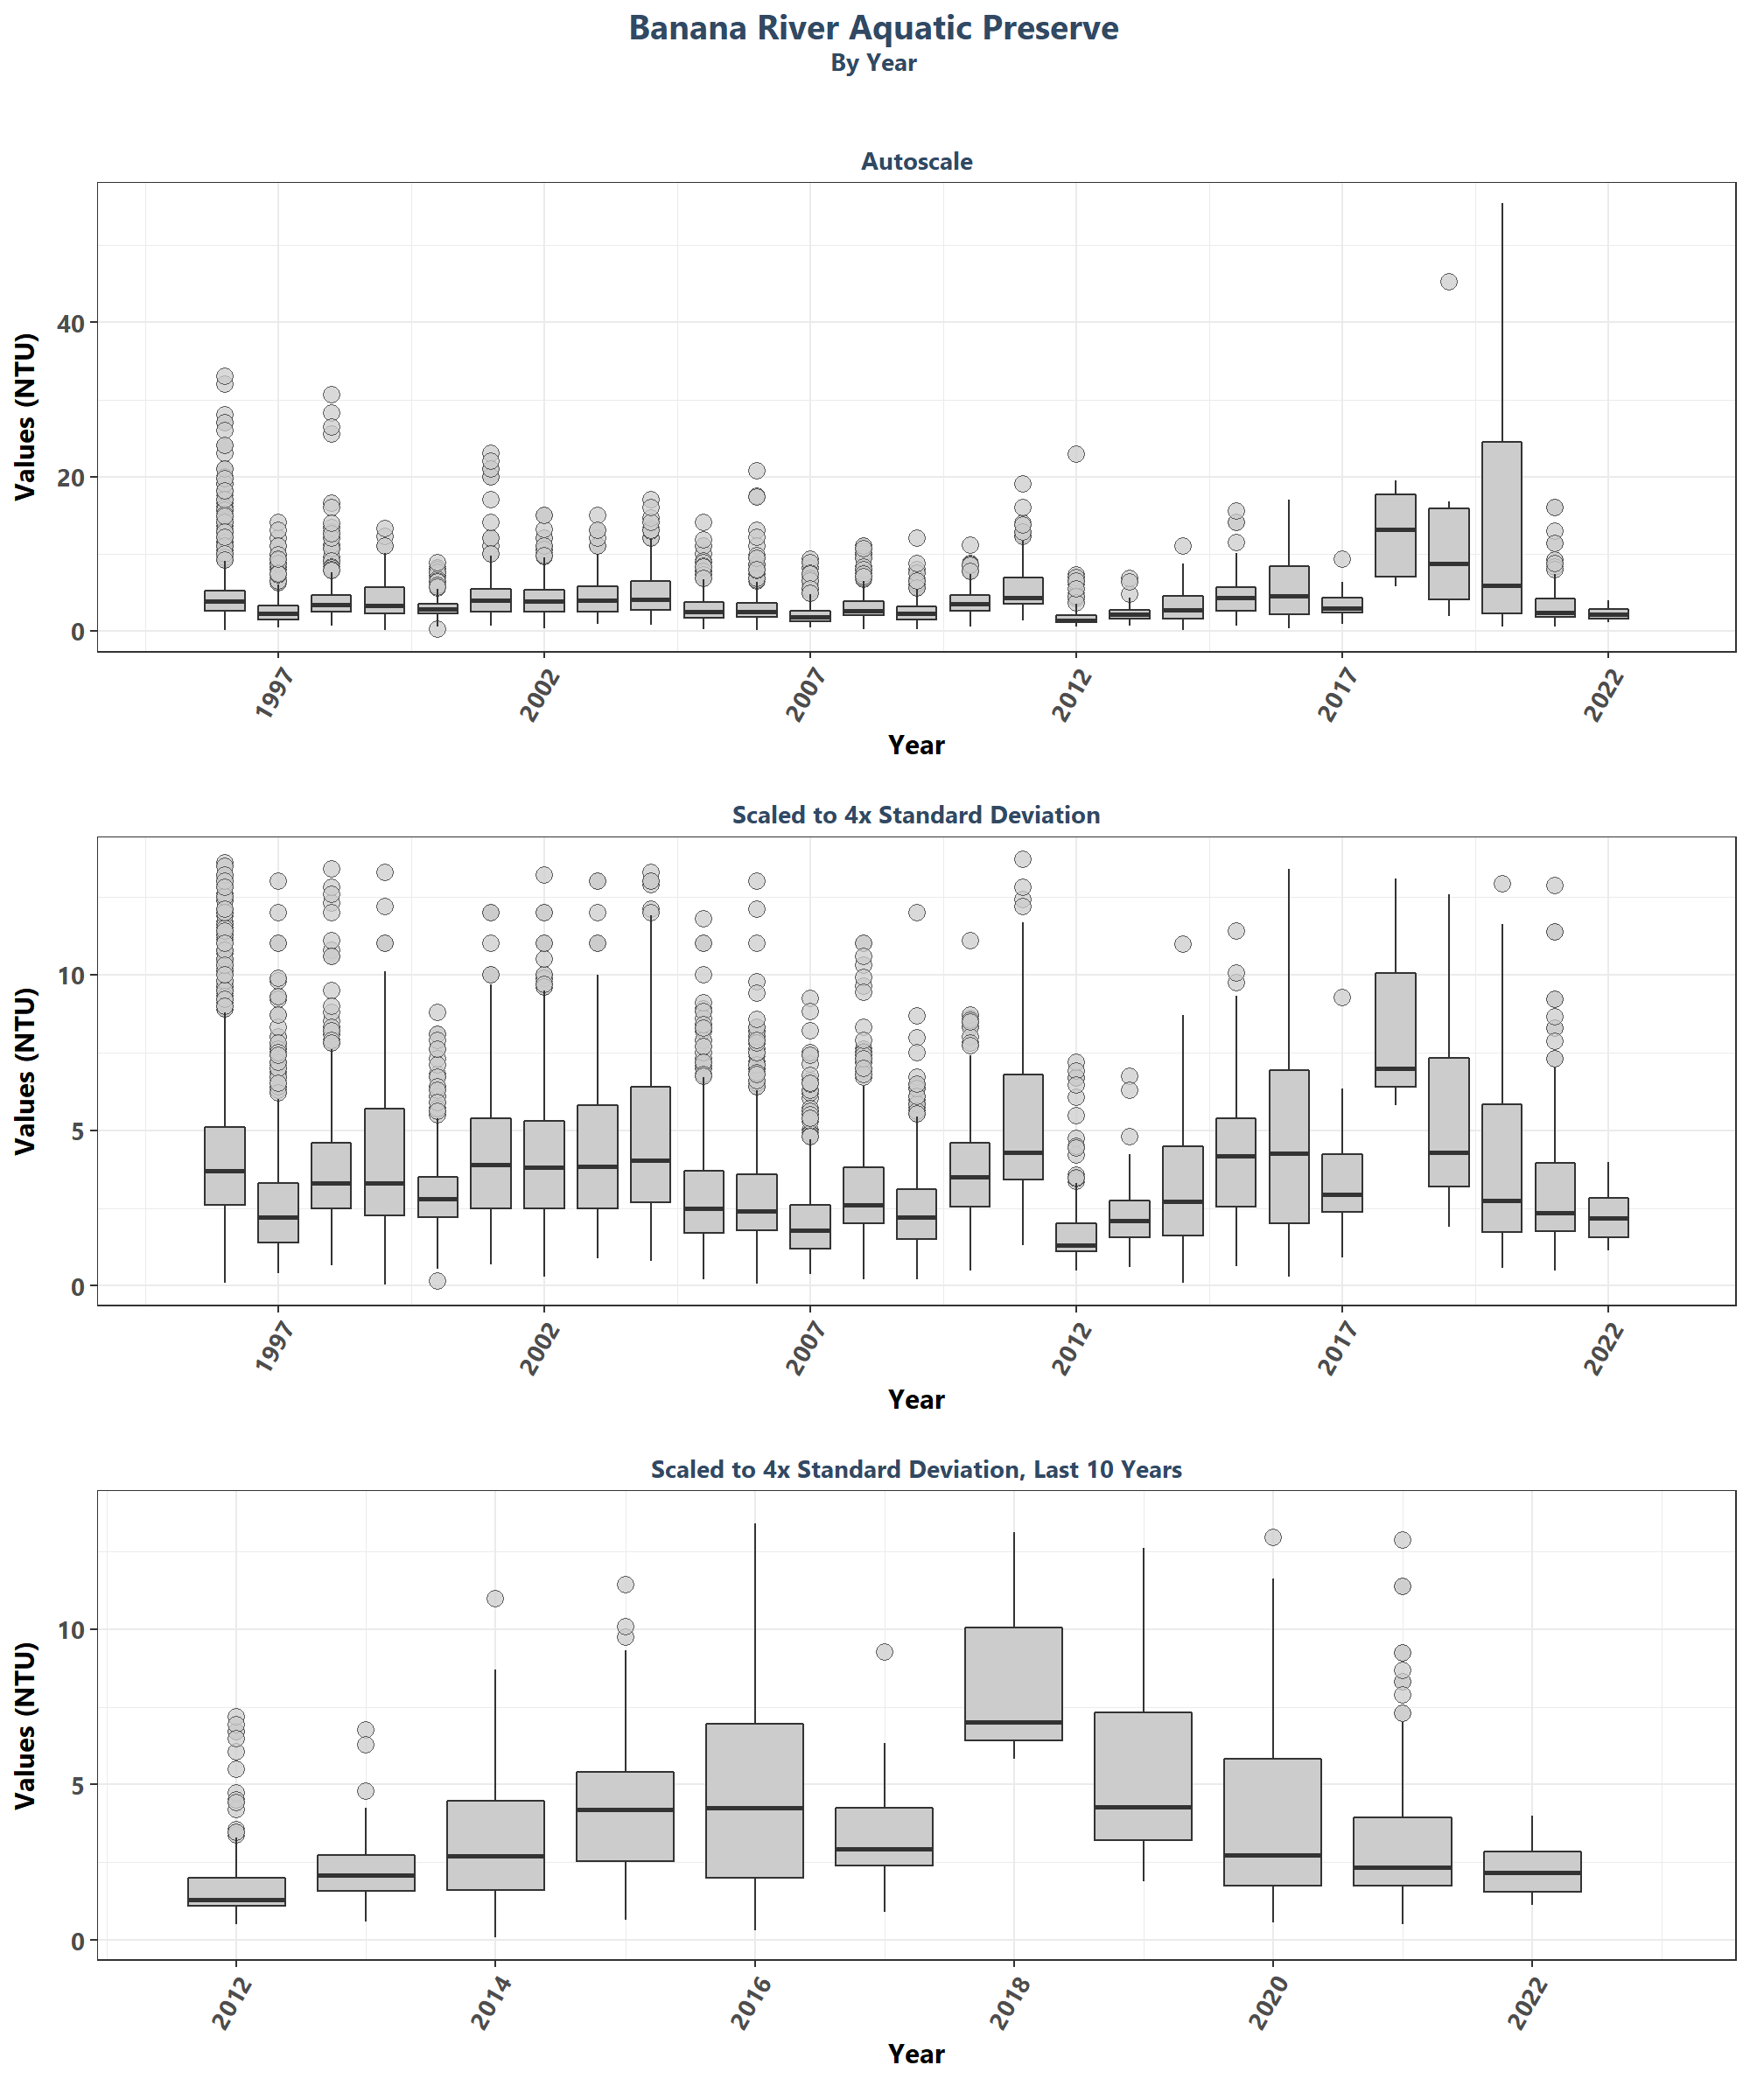 Banana River Aquatic Preserve
By Year
Autoscale
Values (NTU)
40
20
0
1997
2002
2007
2012
2017
2022
Year
Scaled to 4x Standard Deviation
Values (NTU)
10
5
0
1997
2002
2007
2012
2017
2022
Year
Scaled to 4x Standard Deviation, Last 10 Years
Values (NTU)
10
5
0
2012
2014
2016
2018
2020
2022
Year